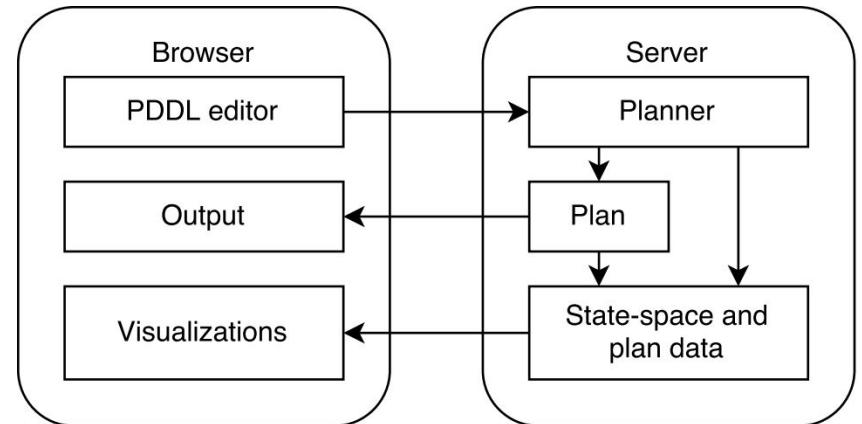 Browser
PDDL editor
Output
Visualizations
Server
Planner
Plan
State-space and
plan data